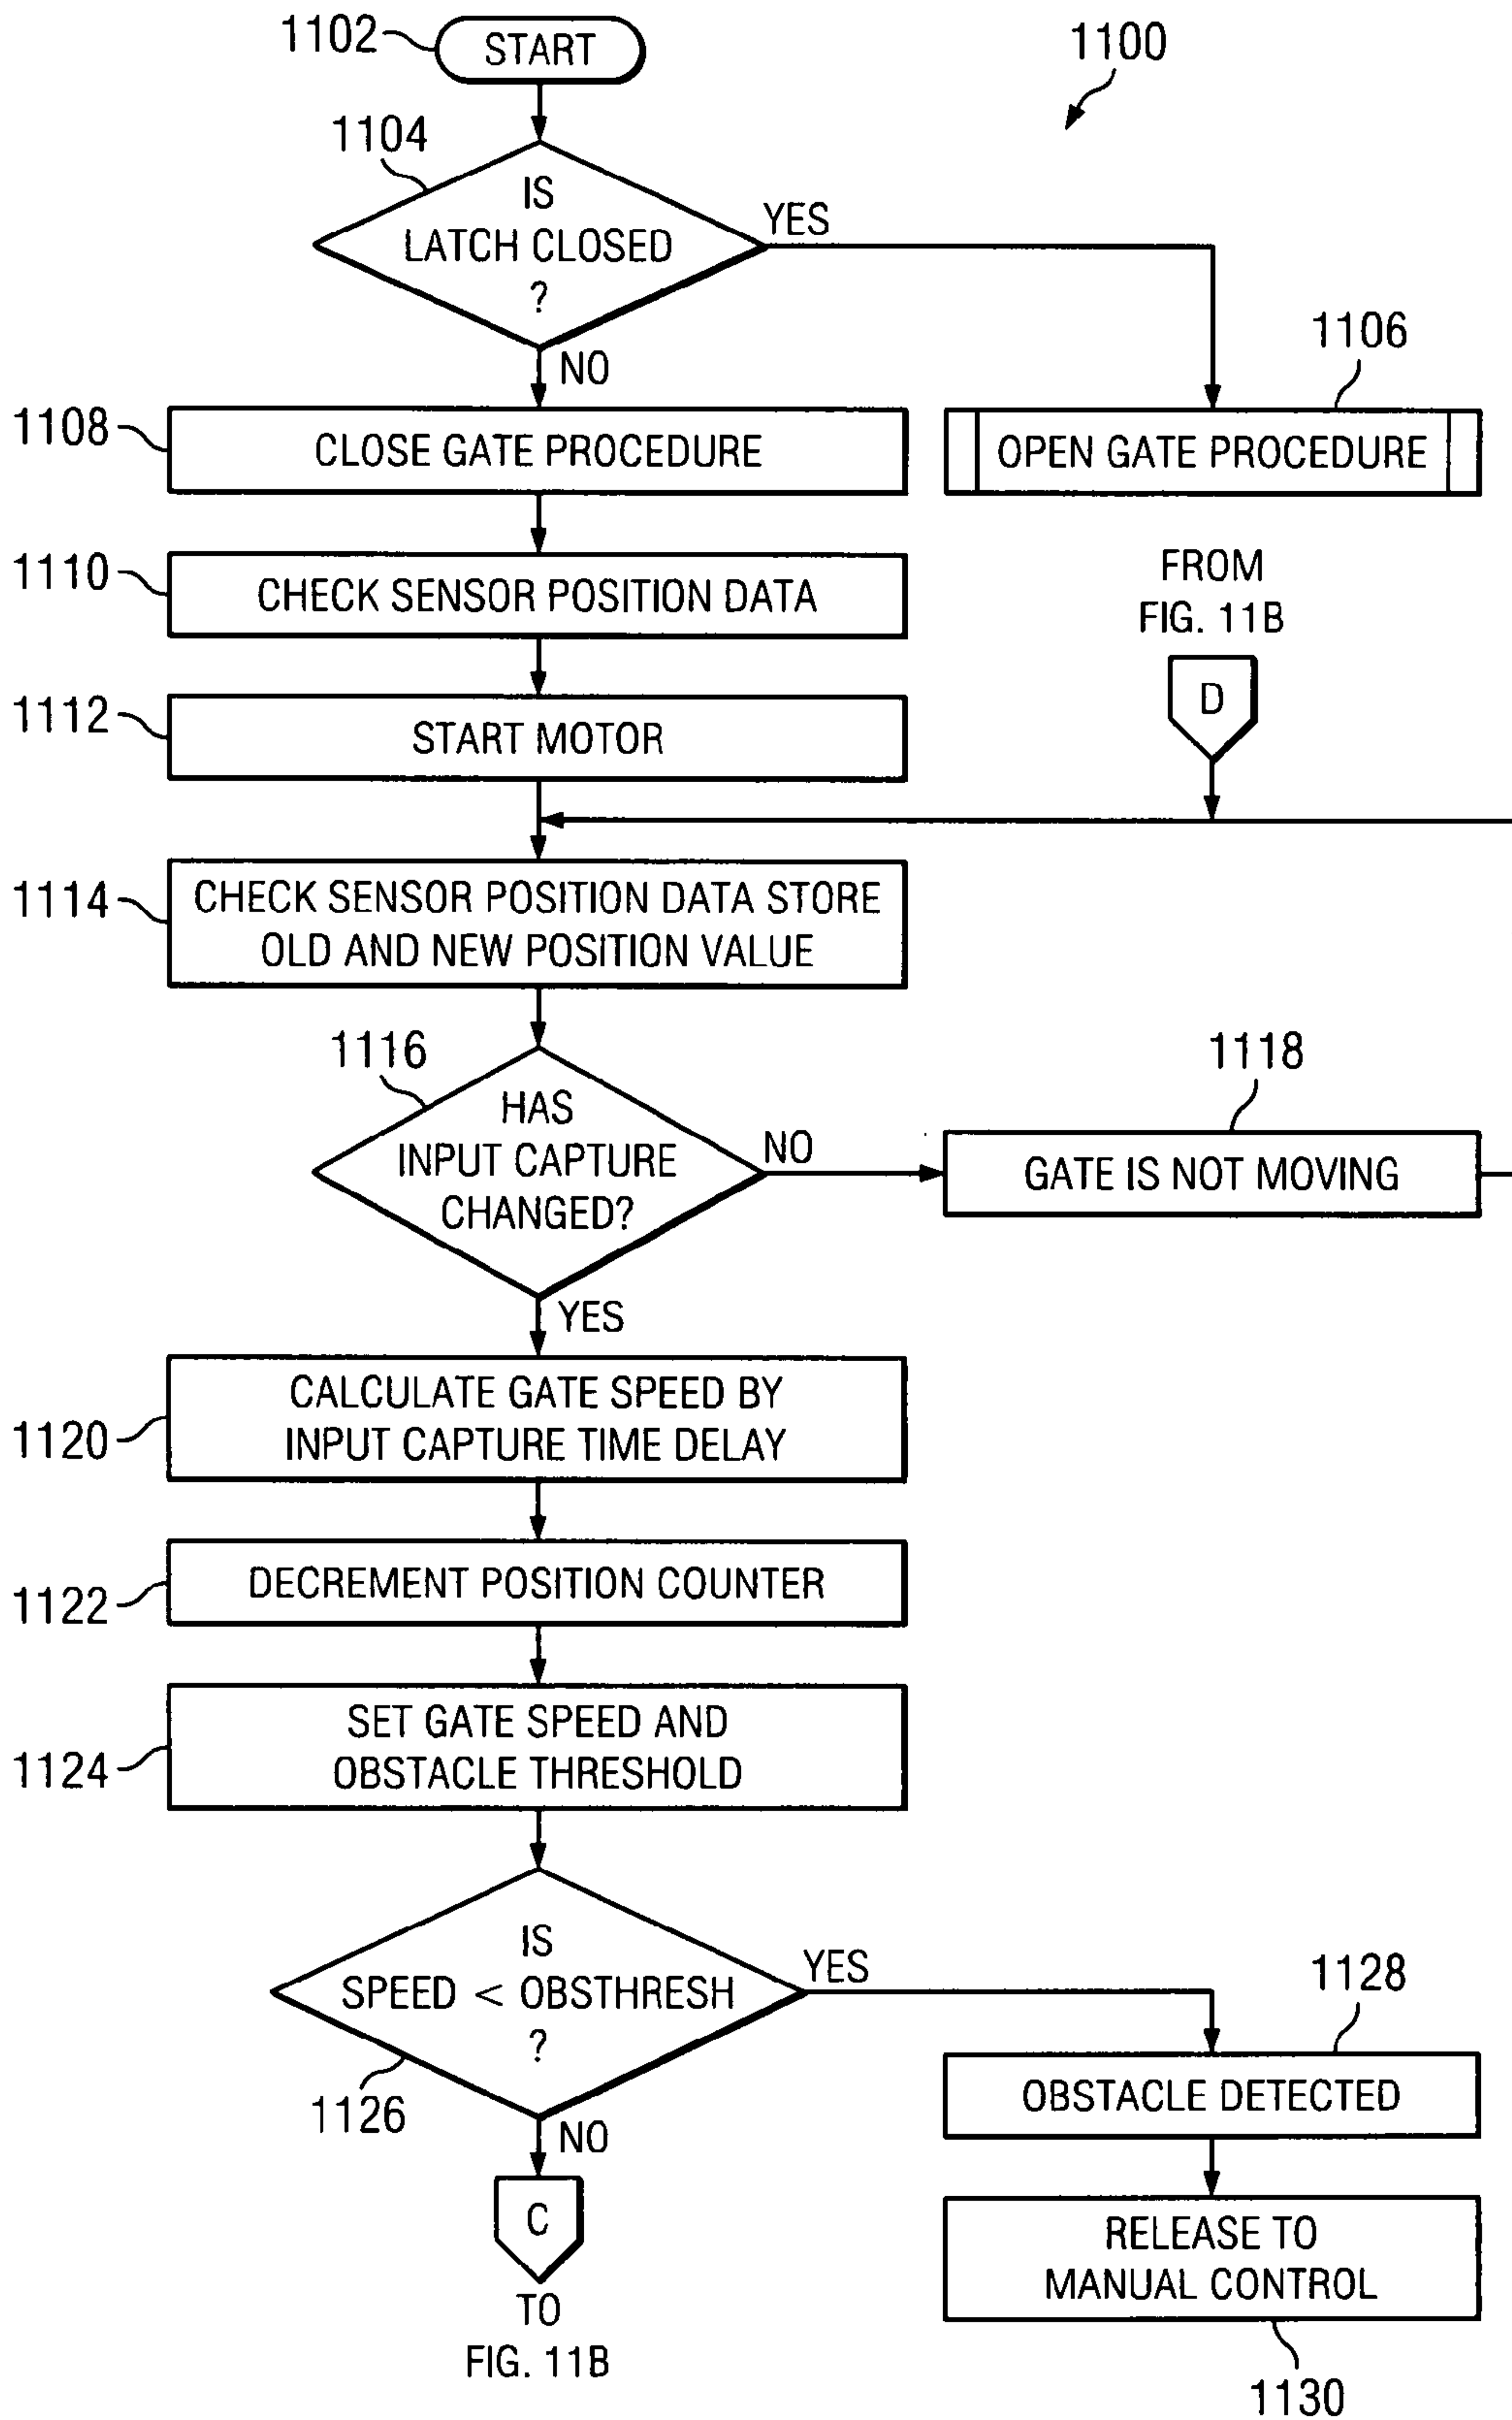 1102
START
1100
1104
IS
LATCH CLOSED
?
YES
NO
1106
1108
CLOSE GATE PROCEDURE
OPEN GATE PROCEDURE
1110
CHECK SENSOR POSITION DATA
FROM
FIG. 11B
D
1112
START MOTOR
1114
CHECK SENSOR POSITION DATA STORE
OLD AND NEW POSITION VALUE
1116
HAS
INPUT CAPTURE
CHANGED?
NO
1118
GATE IS NOT MOVING
YES
1120
CALCULATE GATE SPEED BY
INPUT CAPTURE TIME DELAY
1122
DECREMENT POSITION COUNTER
1124
SET GATE SPEED AND
OBSTACLE THRESHOLD
IS
SPEED < OBSTHRESH
?
1126
YES
1128
OBSTACLE DETECTED
NO
C
TO
FIG. 11B
RELEASE TO
MANUAL CONTROL
1130